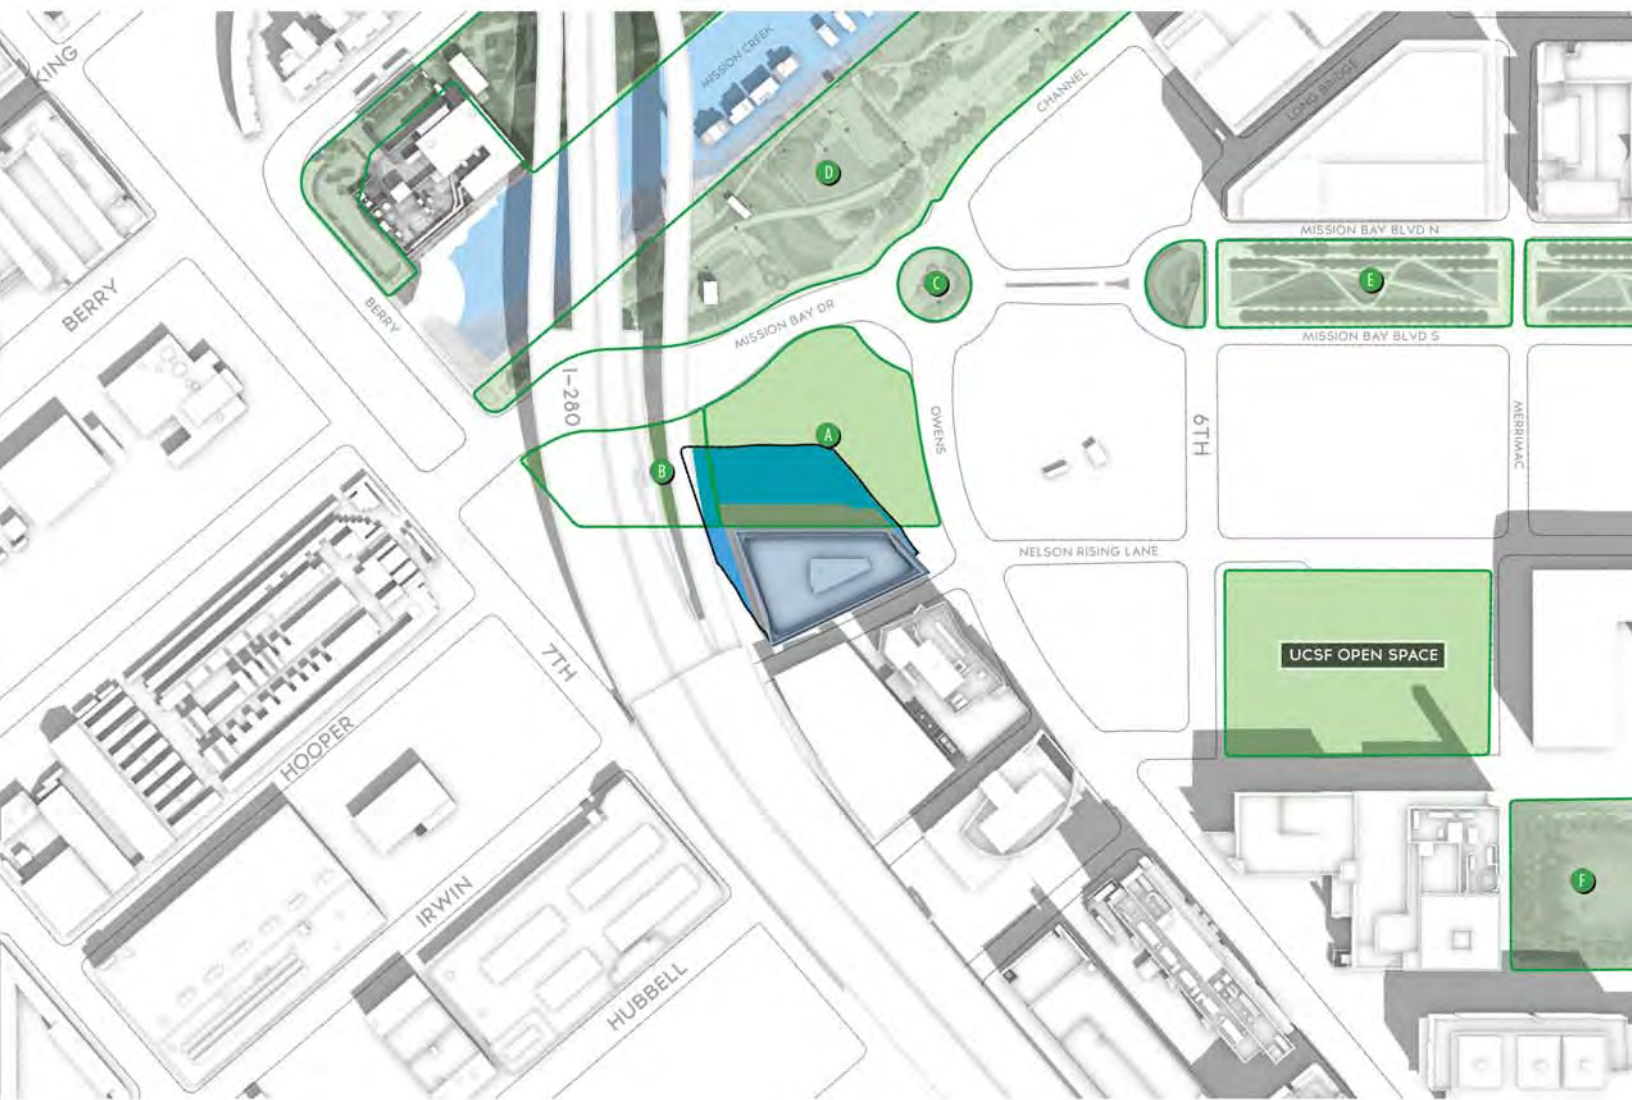 KING
MISSION CREEK
CHANNEL
LONG BRIDGE
D
MISSION BAY BLVD N
BERRY
BERRY
C
E
MISSION BAY DR
MISSION BAY BLVD S
I-280
OWENS
6TH
MERRIMAC
A
B
NELSON RISING LANE
7TH
UCSF OPEN SPACE
HOOPER
IRWIN
F
HUBBELL